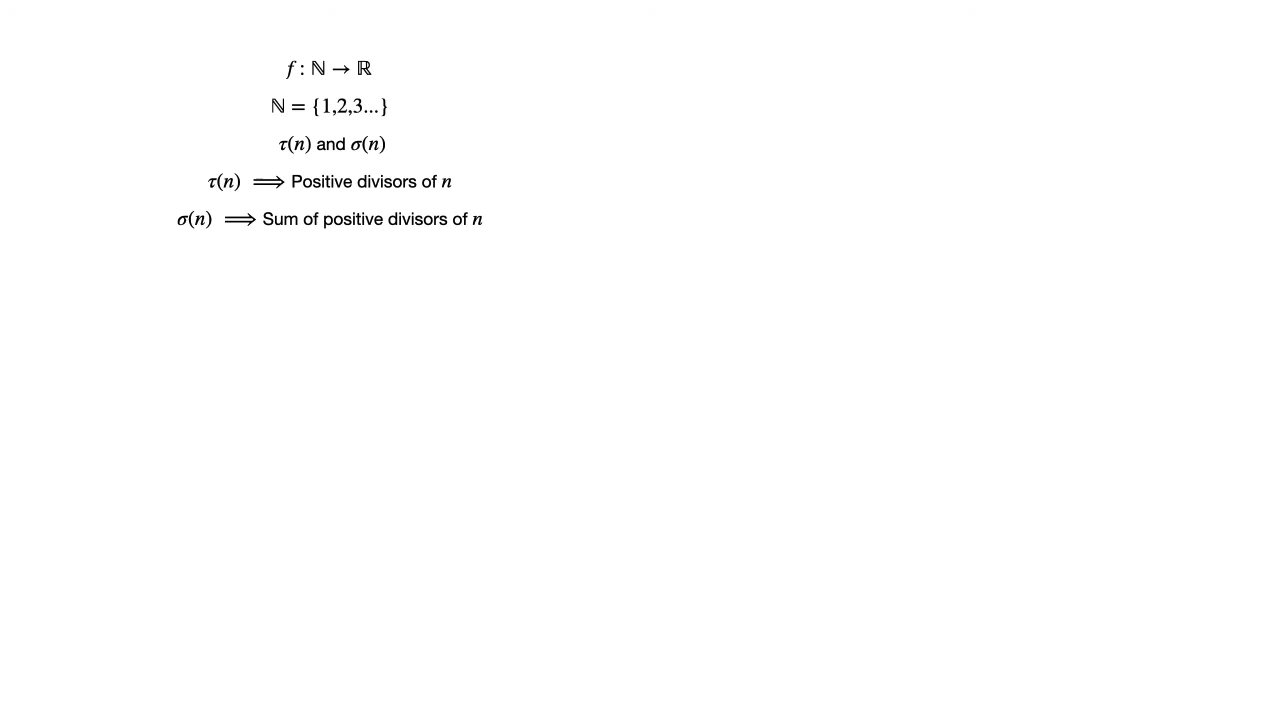 f : ℕ → ℝ
ℕ = {1,2,3...}
τ(n) and σ(n)
τ(n) ⟹ Positive divisors of n
σ(n) ⟹ Sum of positive divisors of n